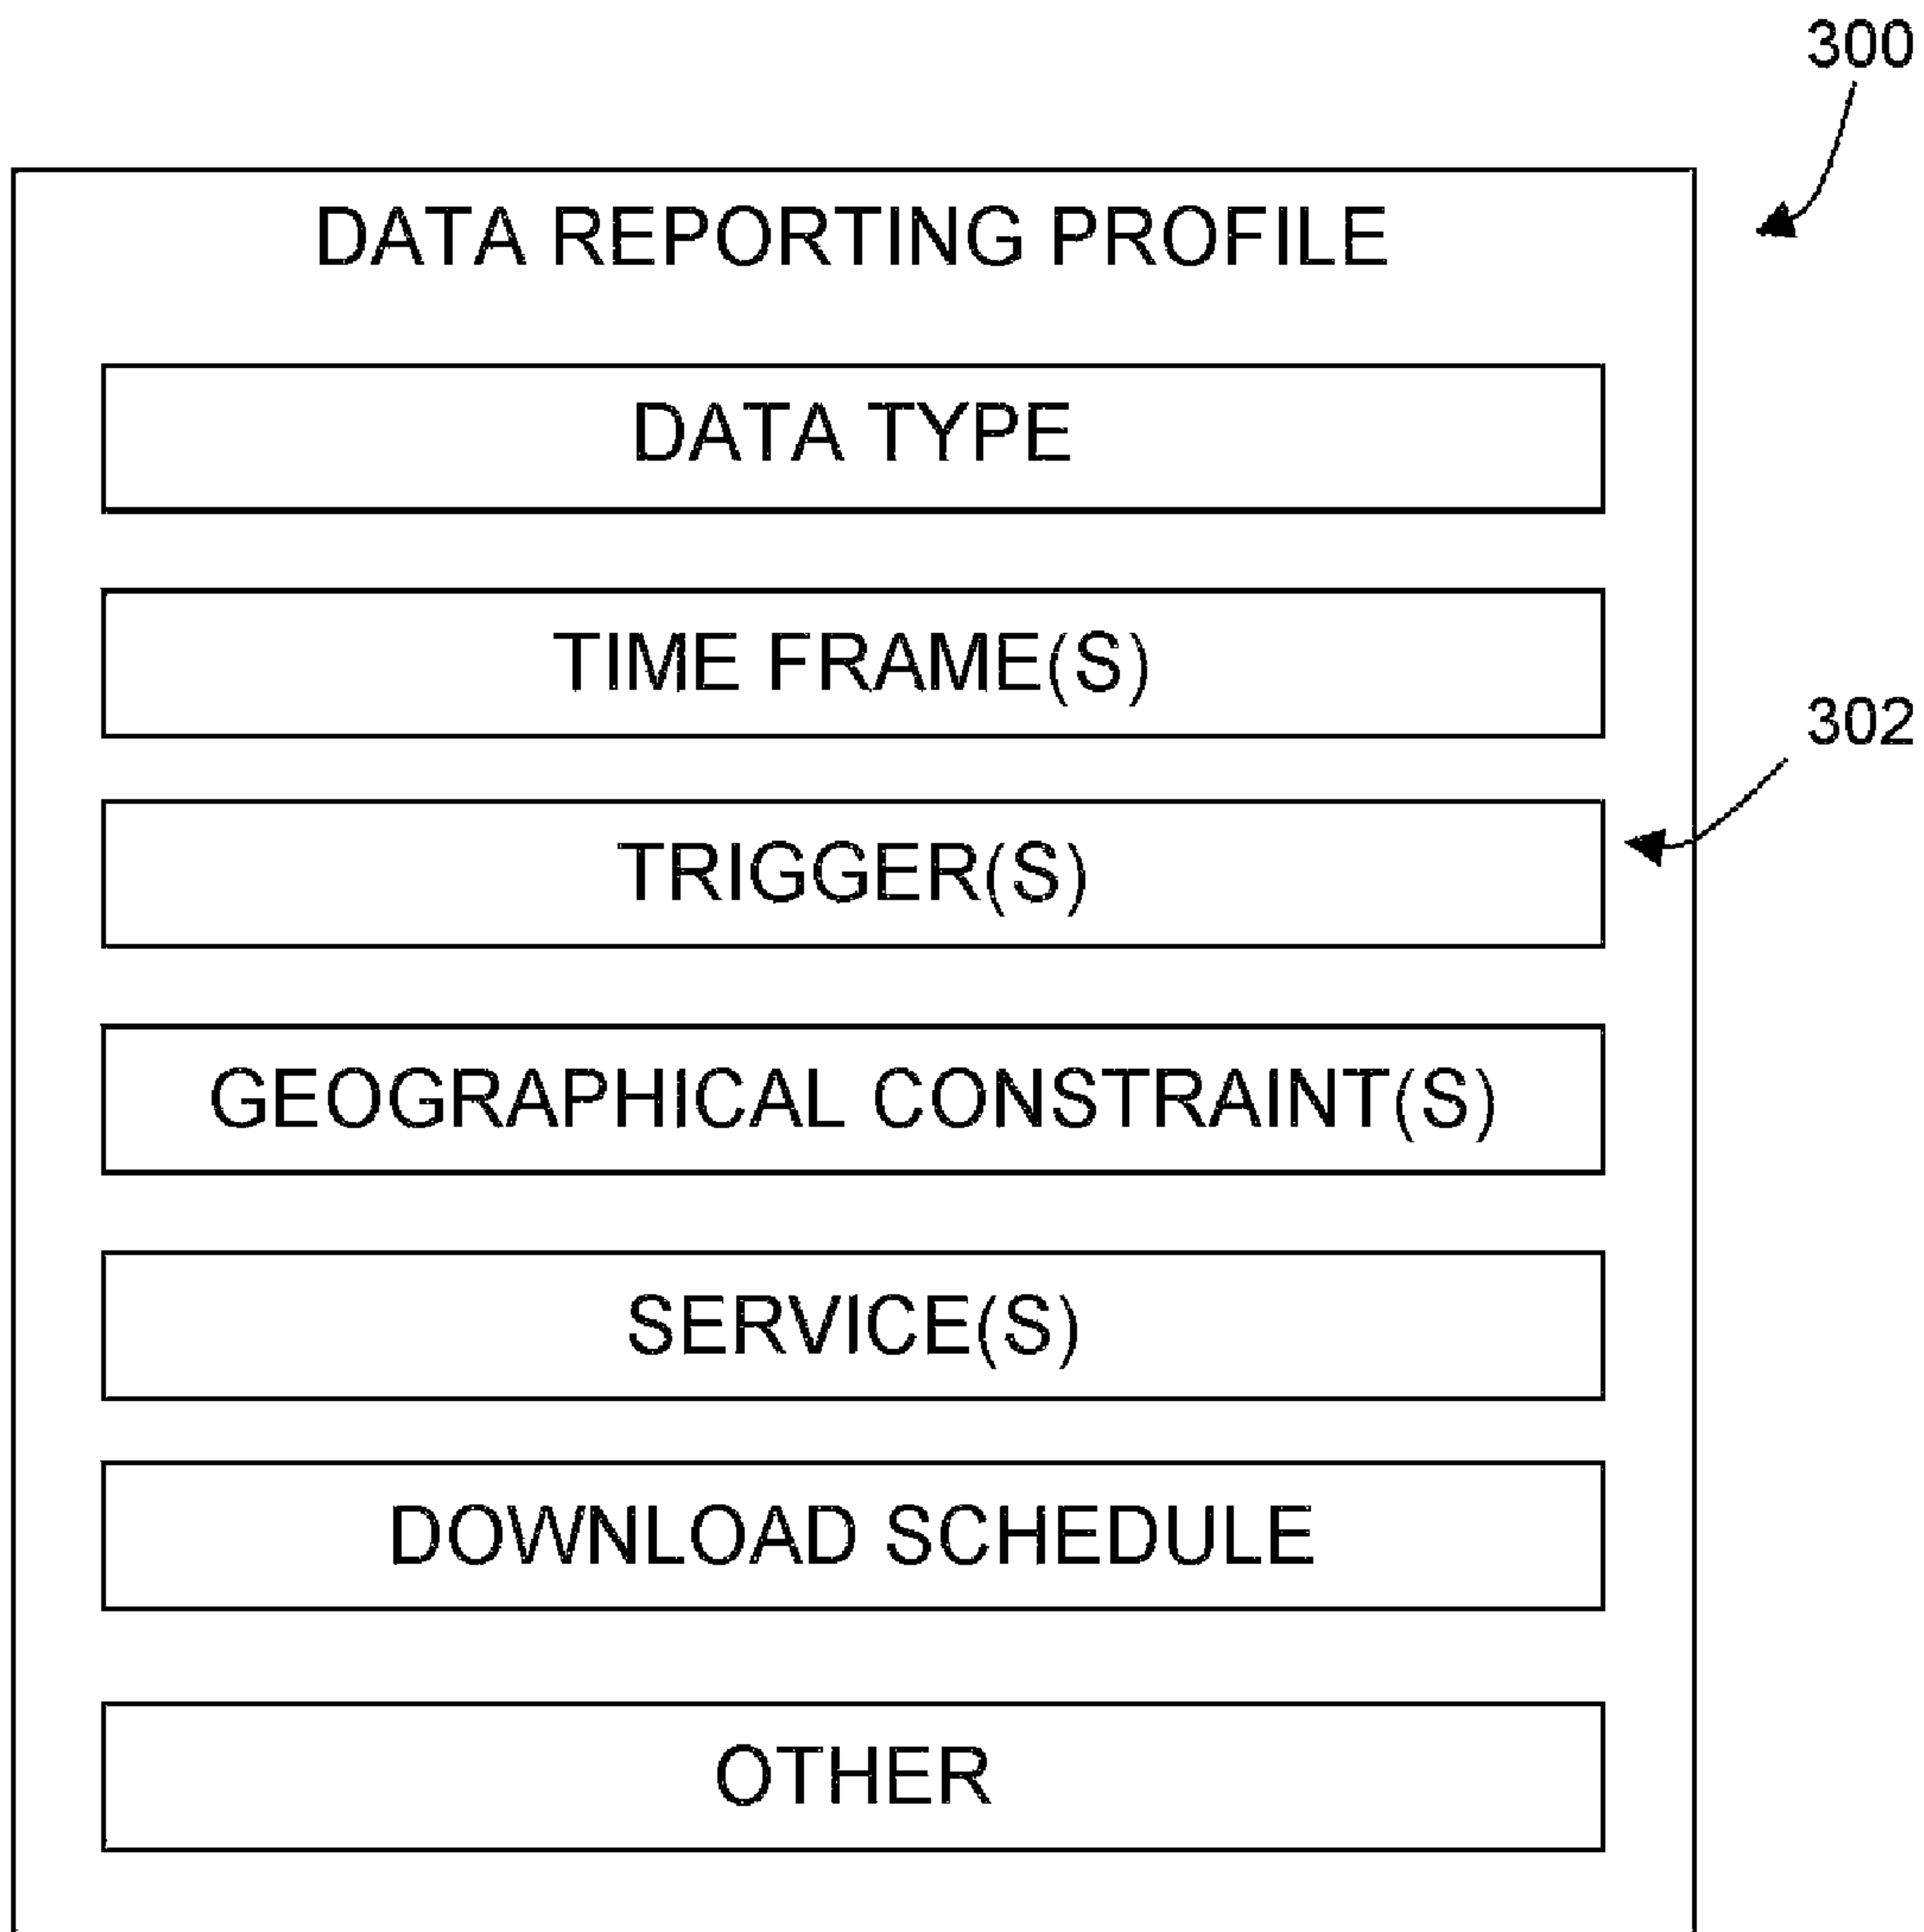 300
DATA REPORTING PROFILE
DATA TYPE
TIME FRAME(S)
302
TRIGGER(S)
GEOGRAPHICAL CONSTRAINT(S)
SERVICE(S)
DOWNLOAD SCHEDULE
OTHER